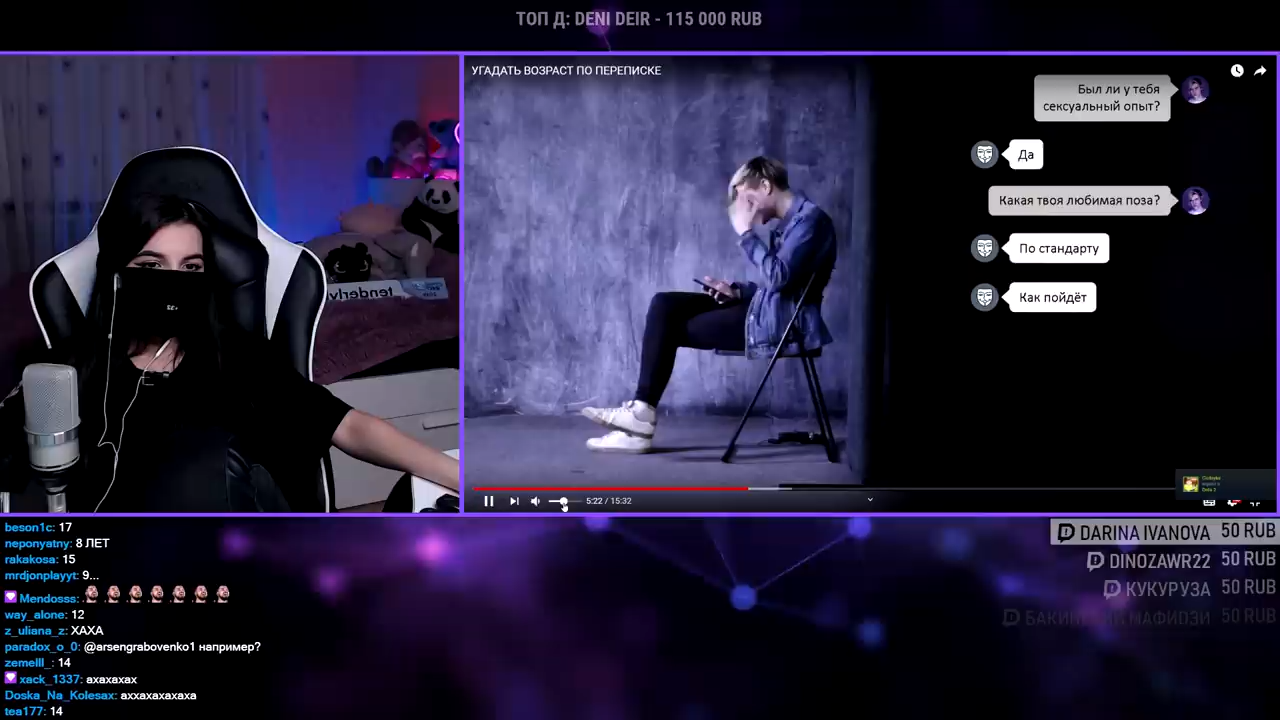 ТОП Д: DENI DEIR - 115 000 RUB
УГАДАТЬ ВОЗРАСТ ПО ПЕРЕПИСКЕ
Был ли у тебя
сексуальный опыт?
Да
Какая твоя любимая поза?
По стандарту
Как пойдёт
tenderly
5:22 / 15:32
beson1c: 17
neponyatny: 8 ЛЕТ
rakakosa: 15
mrdjonplayyt: 9...
Mendosss:
way_alone: 12
z_uliana_z: ХАХА
paradox_o_0: @arsengrabovenko1 например?
zemelll_: 14
xack_1337: ахахахах
Doska_Na_Kolesax: аххахахахаха
tea177: 14
DARINA IVANOVA 50 RUB
DINOZAWR22 50 RUB
КУКУРУЗА 50 RUB
МАФИДЗИ 50 RUB